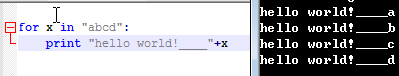 for x in "abcd":
print "hello world!____"+x
hello world!____a
hello world!____b
hello world!____c
hello world!____d